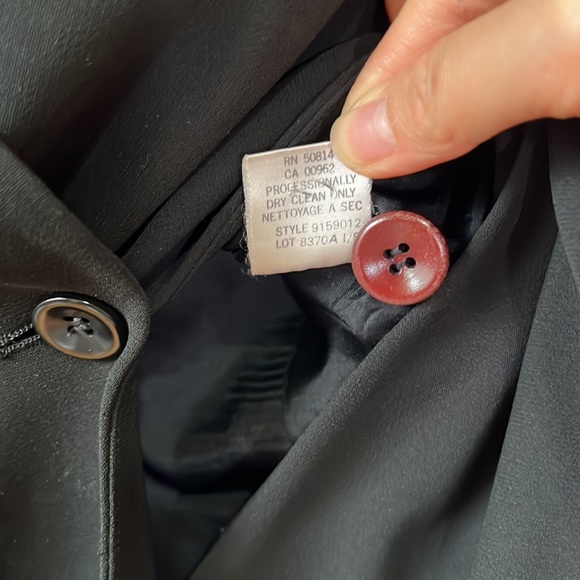 RN 50814
CA 00962
PROFESSIONALLY
DRY CLEAN ONLY
NETTOYAGE A SEC
STYLE 9159012
LOT 8370A